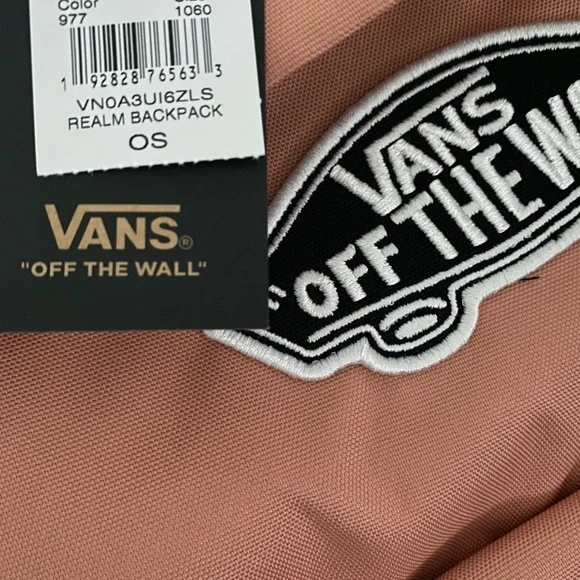 Color
977
1060
1 92828 76563 3
VN0A3UI6ZLS
REALM BACKPACK
OS
VANS®
"OFF THE WALL"
VANS
"OFF THE